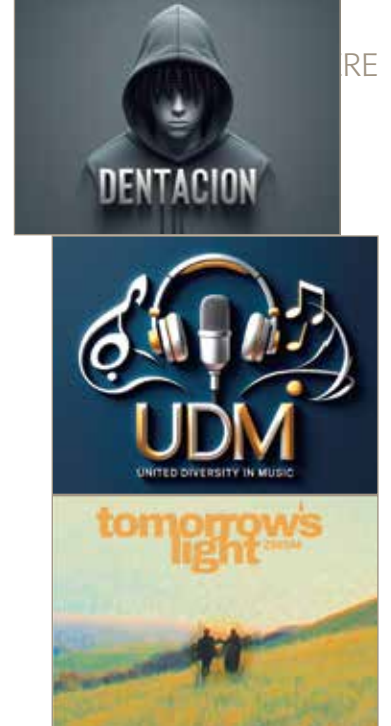 RE
DENTACION
UDM
UNITED DIVERSITY IN MUSIC
tomorrow's
light